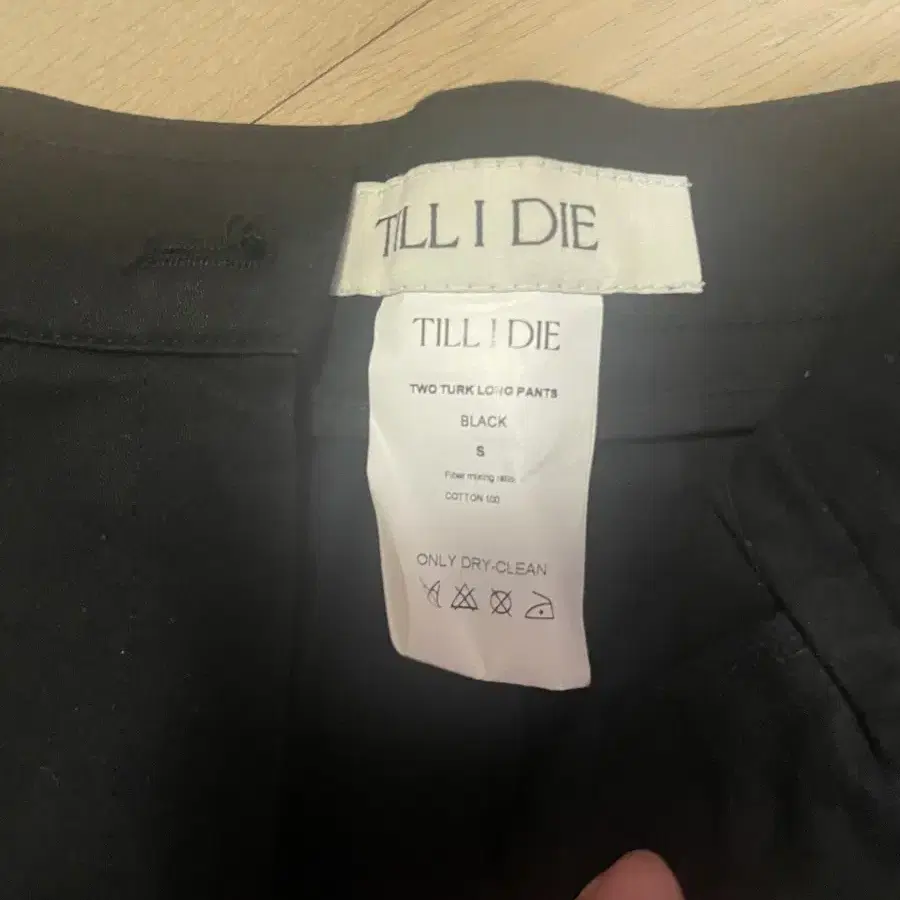 TILL I DIE
TILL I DIE
TWO TURK LONG PANTS
BLACK
S
Fiber mixing ratio
COTTON 100
ONLY DRY-CLEAN